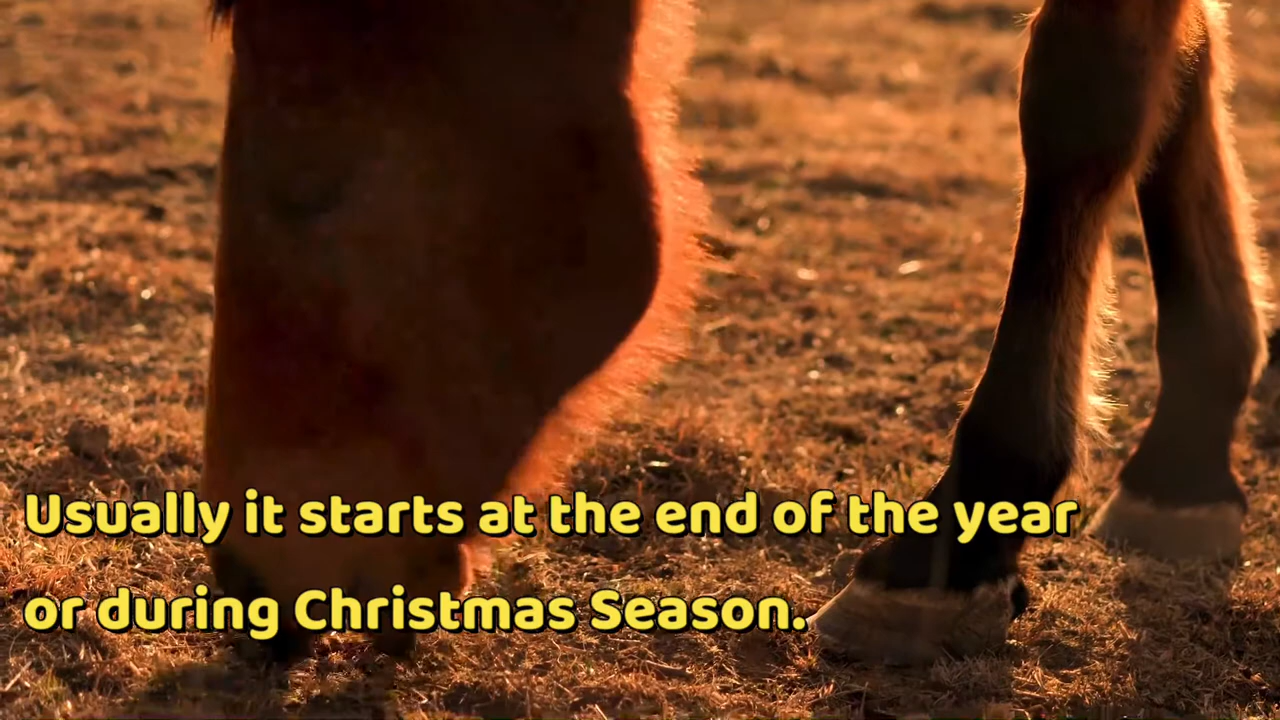 Usually it starts at the end of the year
or during Christmas Season.